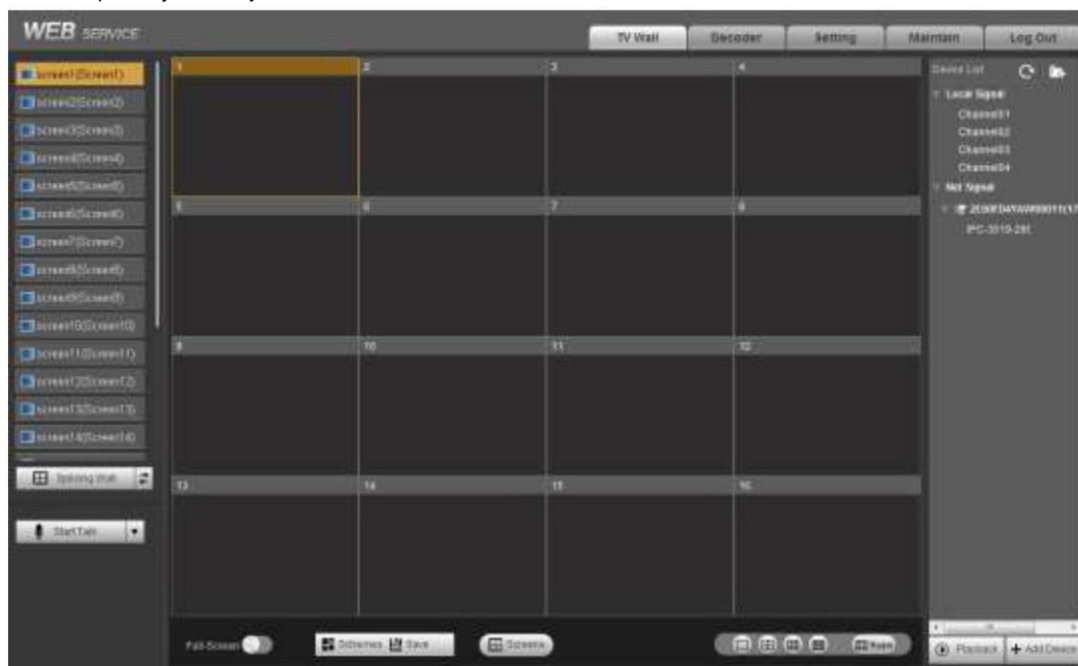 WEB SERVICE
TV Wall
Decoder
Setting
Maintain
Log Out
screen1(Screen1)
screen2(Screen2)
screen3(Screen3)
screen4(Screen4)
screen5(Screen5)
screen6(Screen6)
screen7(Screen7)
screen8(Screen8)
screen9(Screen9)
screen10(Screen10)
screen11(Screen11)
screen12(Screen12)
screen13(Screen13)
screen14(Screen14)
Splicing Wall
Start Talk
1 2 3 4
5 6 7 8
9 10 11 12
13 14 15 16
Full-Screen
Schemes
Save
Screens
Device List
Local Signal
Channel01
Channel02
Channel03
Channel04
Net Signal
Playback
Add Device